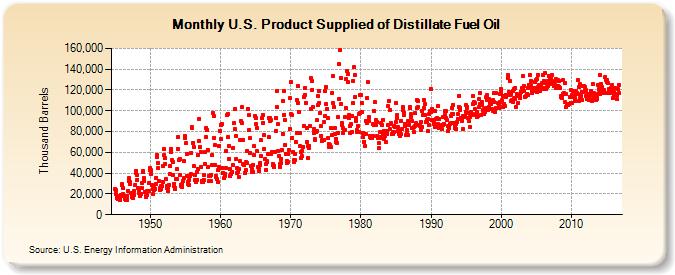 Monthly U.S. Product Supplied of Distillate Fuel Oil
Thousand Barrels
160,000
140,000
120,000
100,000
80,000
60,000
40,000
20,000
0
1950 1960 1970 1980 1990 2000 2010
Source: U.S. Energy Information Administration